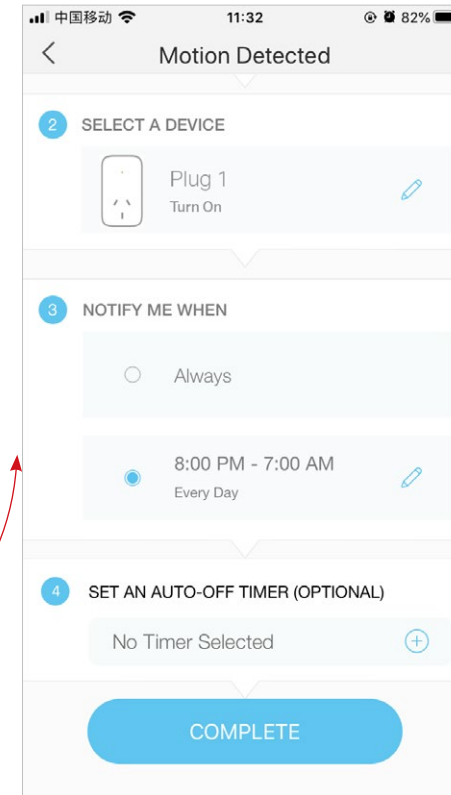 中国移动 11:32 82%
Motion Detected
2 SELECT A DEVICE
Plug 1
Turn On
3 NOTIFY ME WHEN
Always
8:00 PM - 7:00 AM
Every Day
4 SET AN AUTO-OFF TIMER (OPTIONAL)
No Timer Selected
COMPLETE